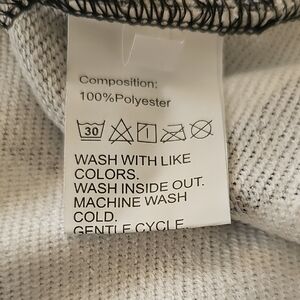 Composition:
100%Polyester
30
WASH WITH LIKE
COLORS.
WASH INSIDE OUT.
MACHINE WASH
COLD.
GENTLE CYCLE